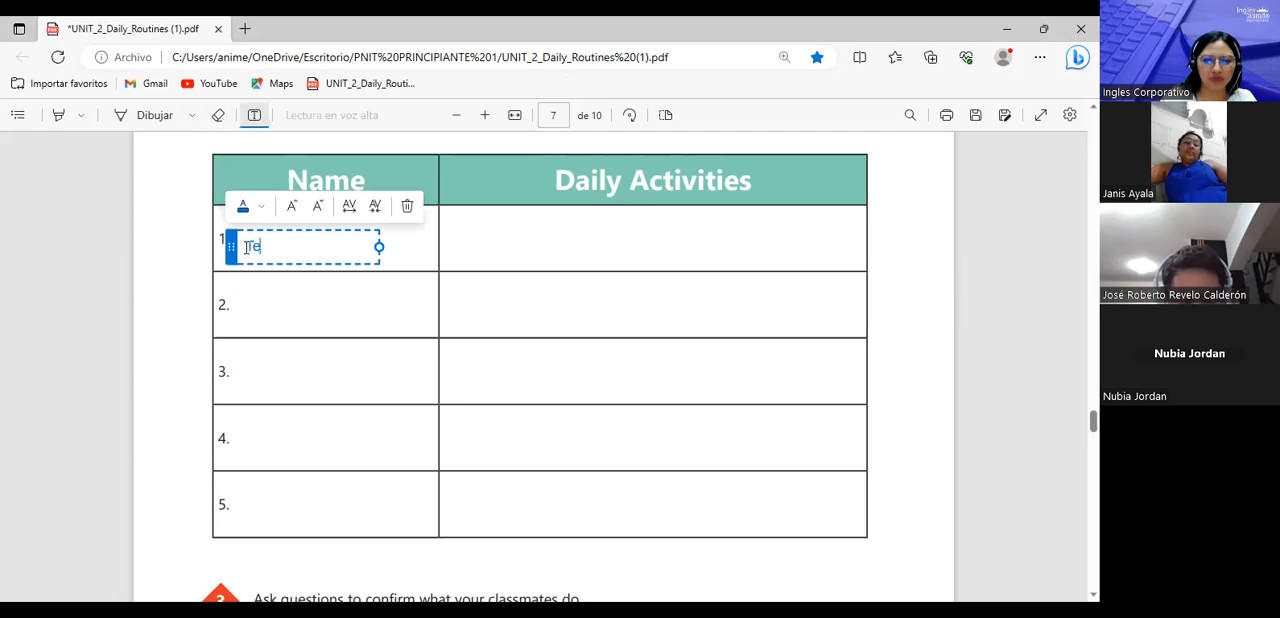 *UNIT_2_Daily_Routines (1).pdf
Archivo
C:/Users/anime/OneDrive/Escritorio/PNIT%20PRINCIPIANTE%201/UNIT_2_Daily_Routines%20(1).pdf
Importar favoritos
Gmail
YouTube
Maps
UNIT_2_Daily_Routi...
Dibujar
Lectura en voz alta
7
de 10
Name
Daily Activities
1
Te
2.
3.
4.
5.
3
Ask questions to confirm what your classmates do
Ingles Corporativo
Janis Ayala
José Roberto Revelo Calderón
Nubia Jordan
Nubia Jordan